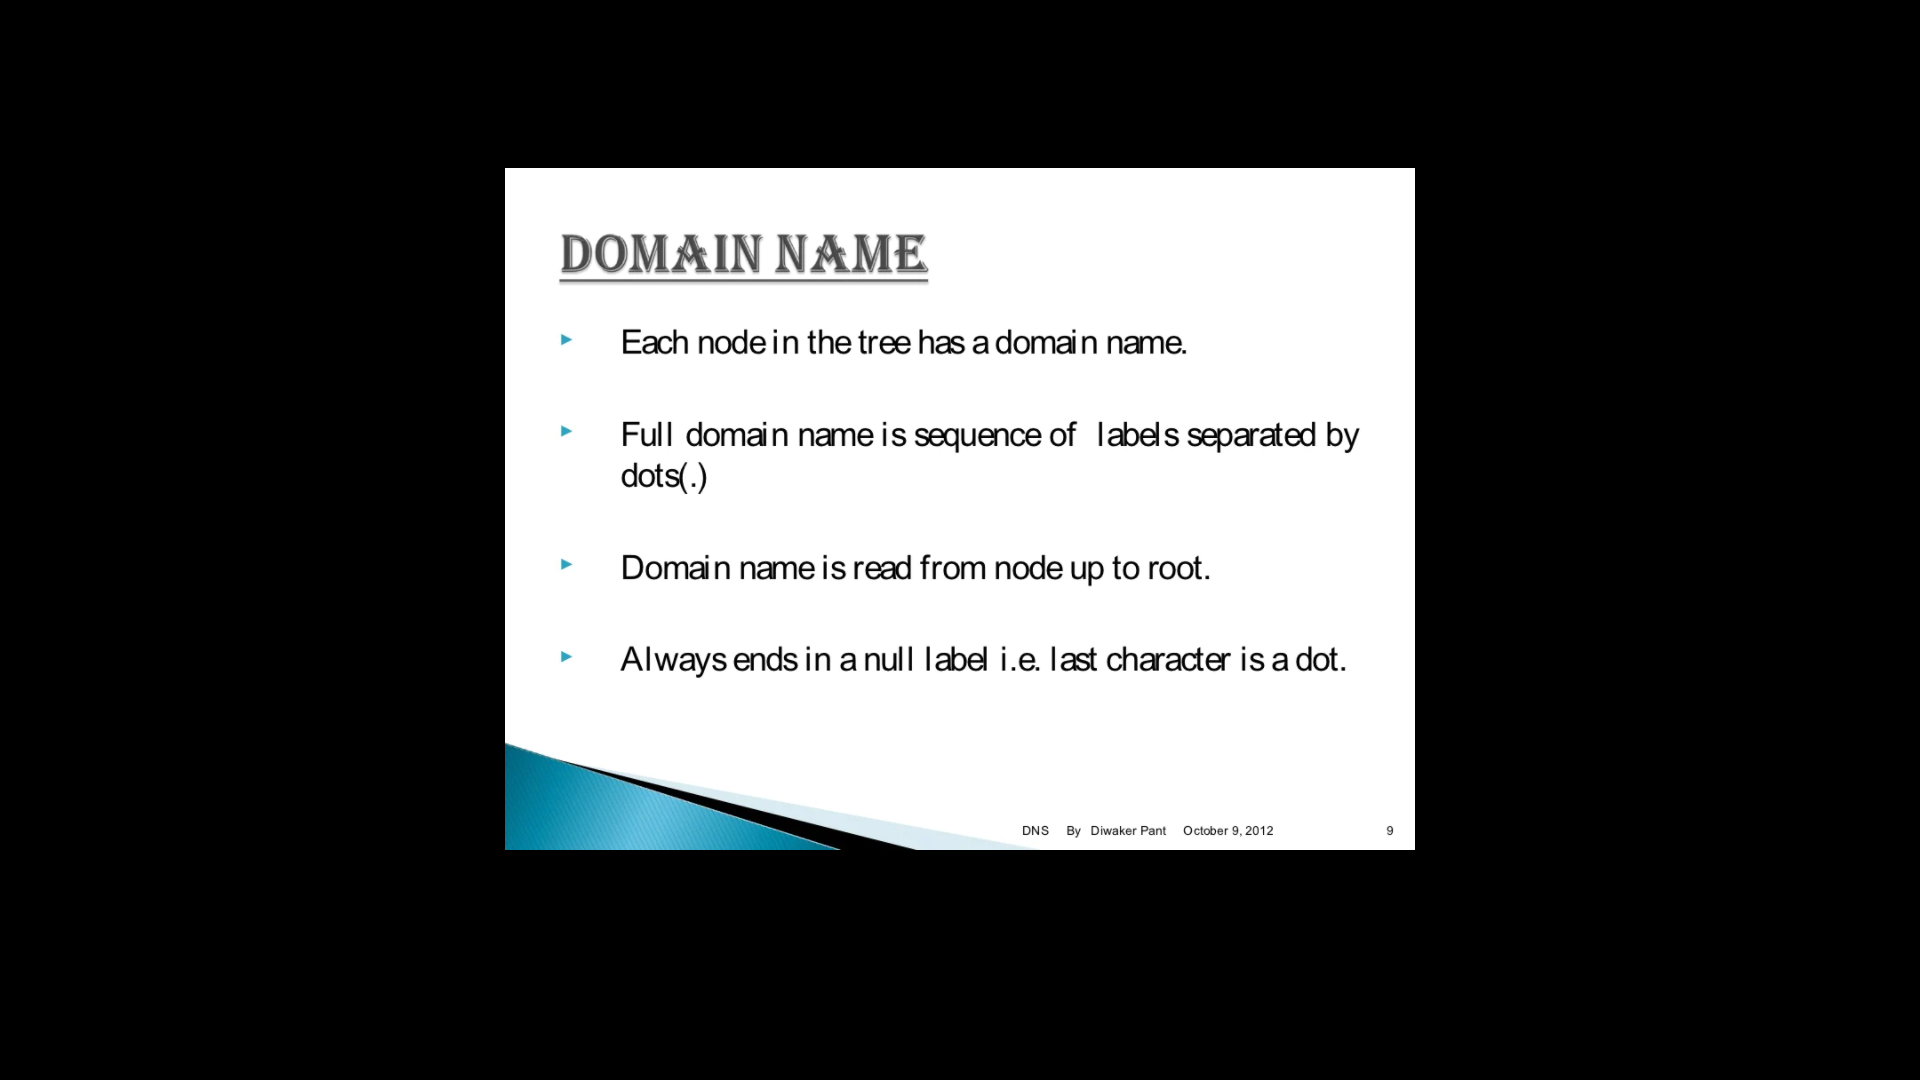 DOMAIN NAME
Each node in the tree has a domain name.
Full domain name is sequence of labels separated by
dots(.)
Domain name is read from node up to root.
Always ends in a null label i.e. last character is a dot.
DNS By Diwaker Pant October 9, 2012 9